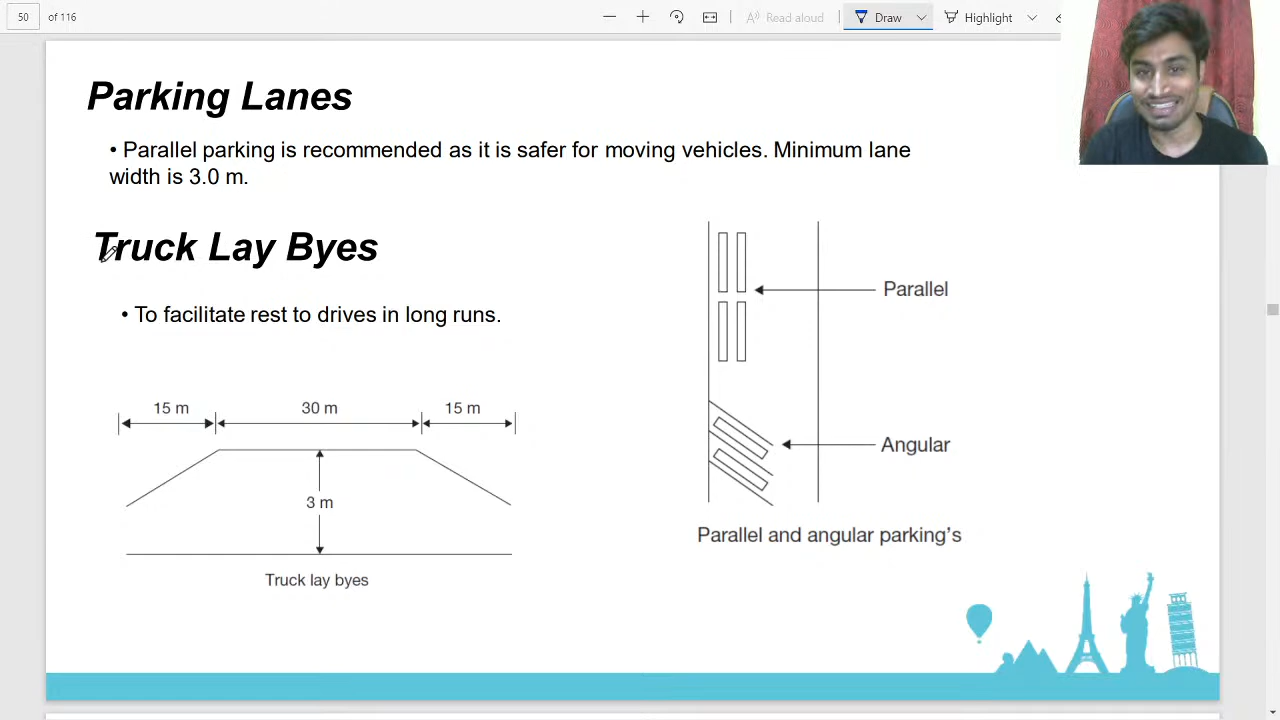 50 of 116
Read aloud
Draw
Highlight
Parking Lanes
• Parallel parking is recommended as it is safer for moving vehicles. Minimum lane
width is 3.0 m.
Truck Lay Byes
• To facilitate rest to drives in long runs.
15 m 30 m 15 m
3 m
Truck lay byes
Parallel
Angular
Parallel and angular parking's